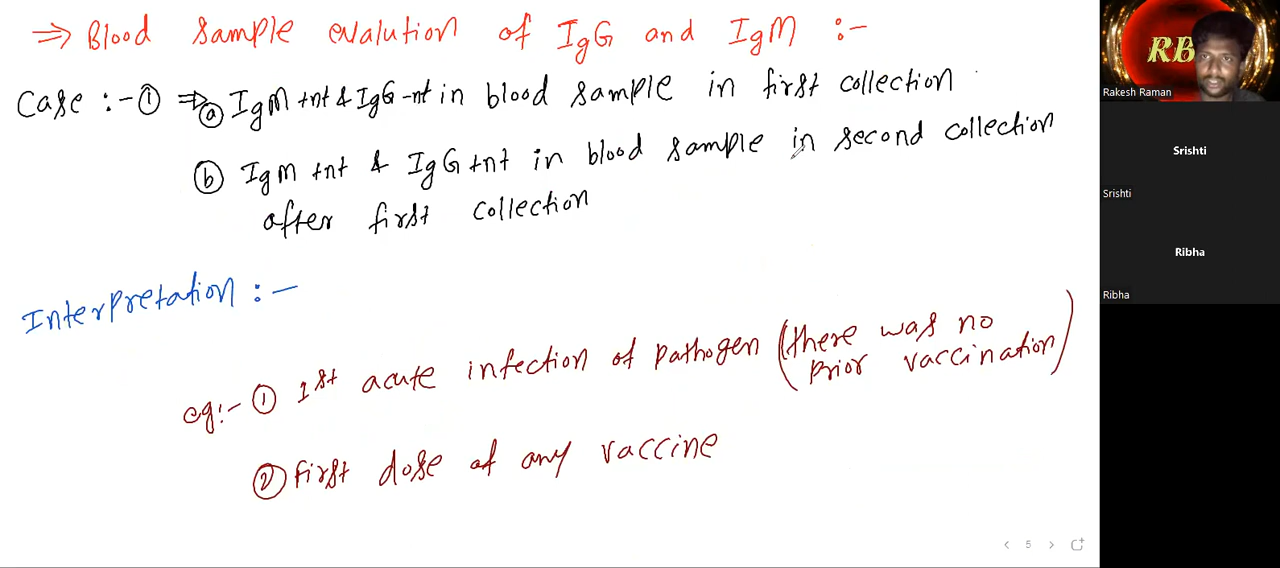 ⇒ Blood sample evalution of IgG and IgM :-
Case :- ① ⇒ ⓐ IgM +nt & IgG -nt in blood sample in first collection
ⓑ IgM +nt & IgG +nt in blood sample in second collection
after first collection
Interpretation :-
eg:- ① 1st acute infection of pathogen (there was no
prior vaccination)
② first dose of any vaccine
RB
Rakesh Raman
Srishti
Srishti
Ribha
Ribha
< 5 >